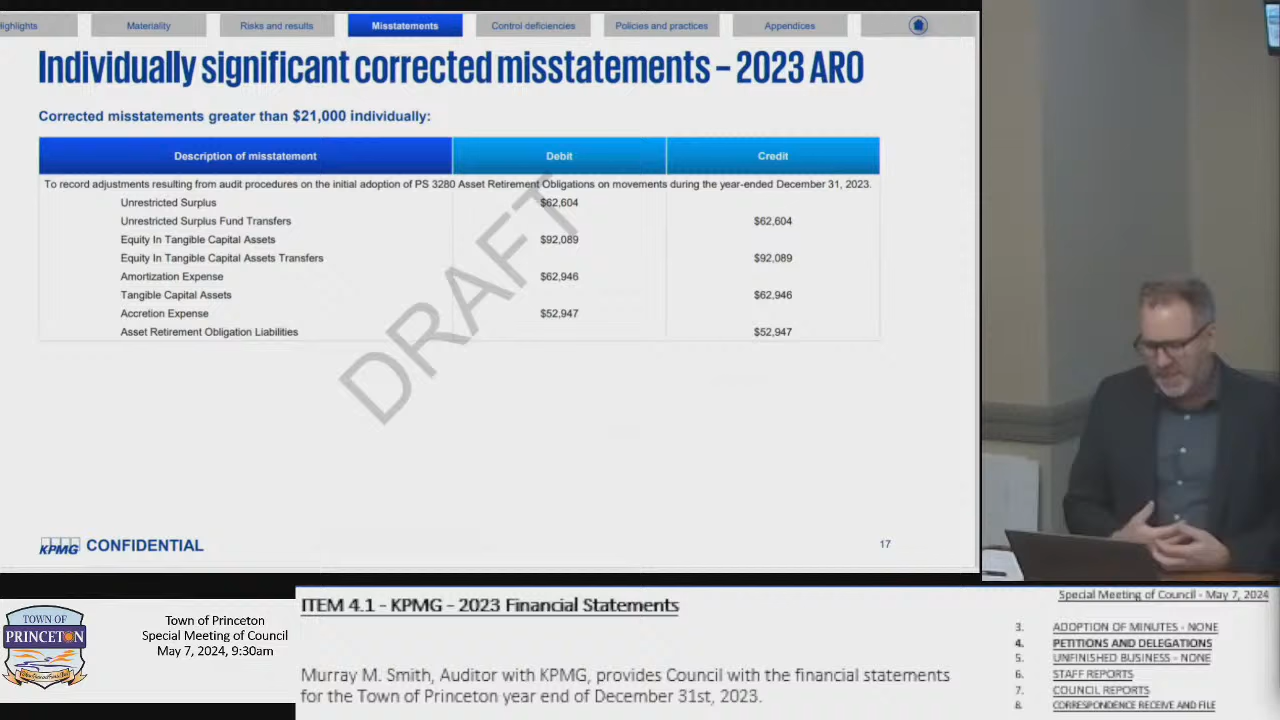 Highlights Materiality Risks and results Misstatements Control deficiencies Policies and practices Appendices
Individually significant corrected misstatements – 2023 ARO
Corrected misstatements greater than $21,000 individually:
Description of misstatement Debit Credit
To record adjustments resulting from audit procedures on the initial adoption of PS 3280 Asset Retirement Obligations on movements during the year-ended December 31, 2023.
Unrestricted Surplus $62,604
Unrestricted Surplus Fund Transfers $62,604
Equity In Tangible Capital Assets $92,089
Equity In Tangible Capital Assets Transfers $92,089
Amortization Expense $62,946
Tangible Capital Assets $62,946
Accretion Expense $52,947
Asset Retirement Obligation Liabilities $52,947
DRAFT
KPMG CONFIDENTIAL 17
TOWN OF
PRINCETON
Town of Princeton
Special Meeting of Council
May 7, 2024, 9:30am
ITEM 4.1 - KPMG - 2023 Financial Statements
Murray J. Smith, Auditor with KPMG, provides Council with the financial statements
for the Town of Princeton year end of December 31st, 2023.
Special Meeting of Council - May 7, 2024
3. ADOPTION OF MINUTES - NONE
4. PETITIONS AND DELEGATIONS
5. UNFINISHED BUSINESS - NONE
6. STAFF REPORTS
7. COUNCIL REPORTS
8. CORRESPONDENCE RECEIVE AND FILE